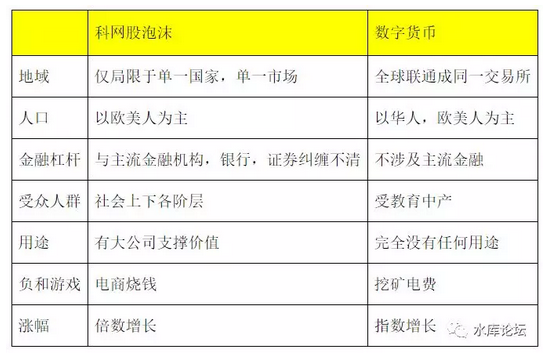 科网股泡沫 数字货币
地域 仅局限于单一国家，单一市场 全球联通成同一交易所
人口 以欧美人为主 以华人，欧美人为主
金融杠杆 与主流金融机构，银行，证券纠缠不清 不涉及主流金融
受众人群 社会上下各阶层 受教育中产
用途 有大公司支撑价值 完全没有任何用途
负和游戏 电商烧钱 挖矿电费
涨幅 倍数增长 指数增长
水库论坛